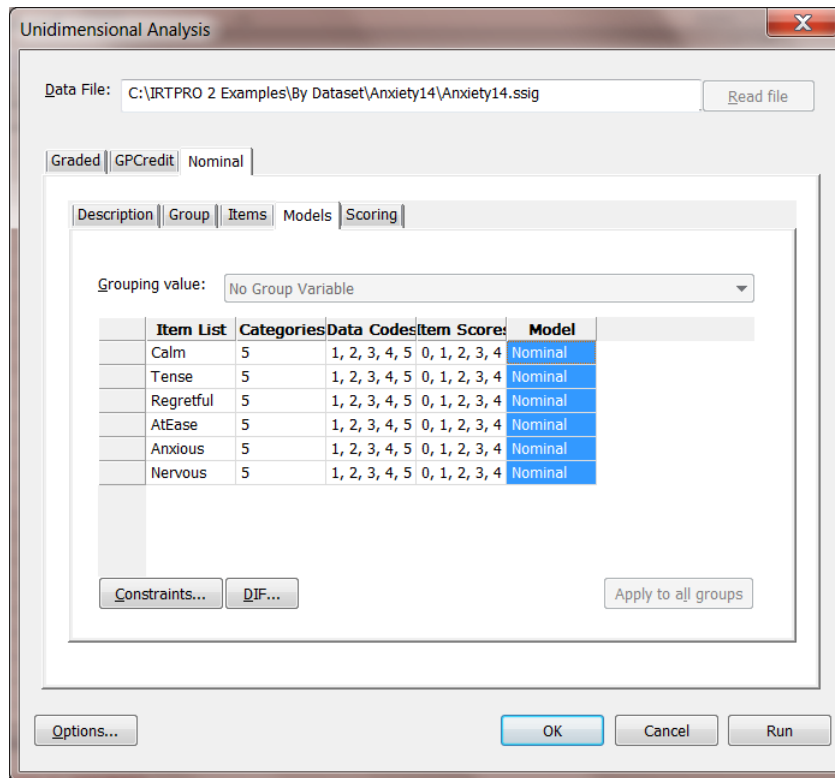 Unidimensional Analysis
X
Data File: C:\IRTPRO 2 Examples\By Dataset\Anxiety14\Anxiety14.ssig Read file
Graded GPCredit Nominal
Description Group Items Models Scoring
Grouping value: No Group Variable
Item List Categories Data Codes Item Scores Model
Calm 5 1, 2, 3, 4, 5 0, 1, 2, 3, 4 Nominal
Tense 5 1, 2, 3, 4, 5 0, 1, 2, 3, 4 Nominal
Regretful 5 1, 2, 3, 4, 5 0, 1, 2, 3, 4 Nominal
AtEase 5 1, 2, 3, 4, 5 0, 1, 2, 3, 4 Nominal
Anxious 5 1, 2, 3, 4, 5 0, 1, 2, 3, 4 Nominal
Nervous 5 1, 2, 3, 4, 5 0, 1, 2, 3, 4 Nominal
Constraints... DIF... Apply to all groups
Options... OK Cancel Run